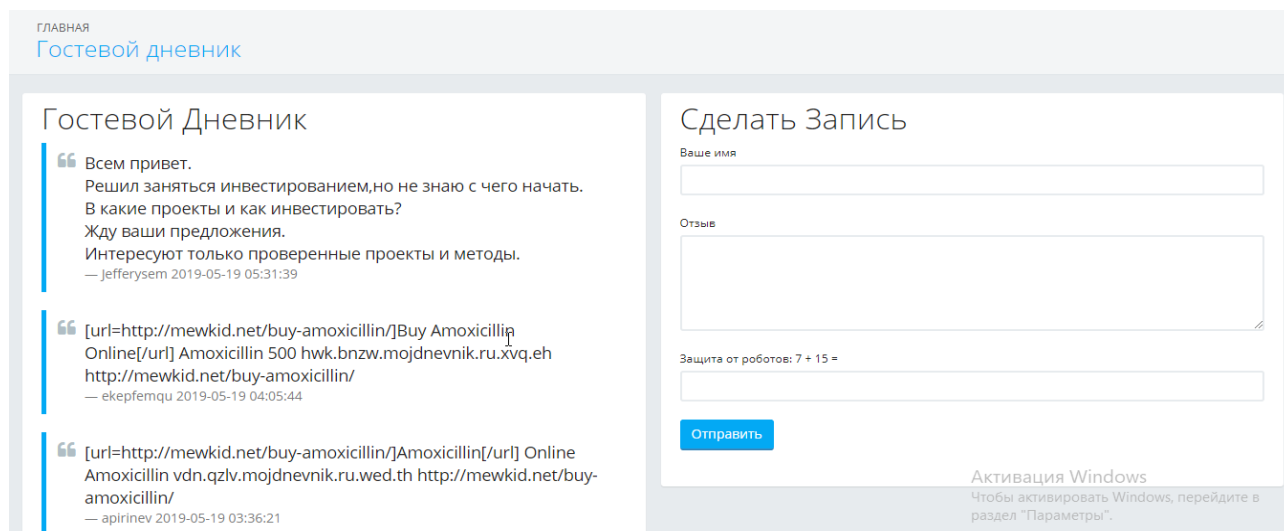 ГЛАВНАЯ
Гостевой дневник
Гостевой Дневник
Всем привет.
Решил заняться инвестированием,но не знаю с чего начать.
В какие проекты и как инвестировать?
Жду ваши предложения.
Интересуют только проверенные проекты и методы.
— Jefferysem 2019-05-19 05:31:39
[url=http://mewkid.net/buy-amoxicillin/]Buy Amoxicillin
Online[/url] Amoxicillin 500 hwk.bnzw.mojdnevnik.ru.xvq.eh
http://mewkid.net/buy-amoxicillin/
— ekepfemqu 2019-05-19 04:05:44
[url=http://mewkid.net/buy-amoxicillin/]Amoxicillin[/url] Online
Amoxicillin vdn.qzlv.mojdnevnik.ru.wed.th http://mewkid.net/buy-
amoxicillin/
— apirinev 2019-05-19 03:36:21
Сделать Запись
Ваше имя
Отзыв
Защита от роботов: 7 + 15 =
Отправить
Активация Windows
Чтобы активировать Windows, перейдите в
раздел "Параметры".